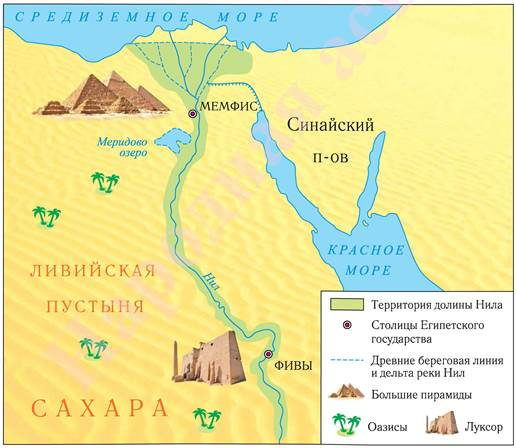 СРЕДИЗЕМНОЕ МОРЕ
МЕМФИС
Меридово
озеро
Синайский
п-ов
КРАСНОЕ
МОРЕ
ЛИВИЙСКАЯ
ПУСТЫНЯ
Нил
ФИВЫ
САХАРА
Территория долины Нила
Столицы Египетского
государства
Древние береговая линия
и дельта реки Нил
Большие пирамиды
Оазисы
Луксор